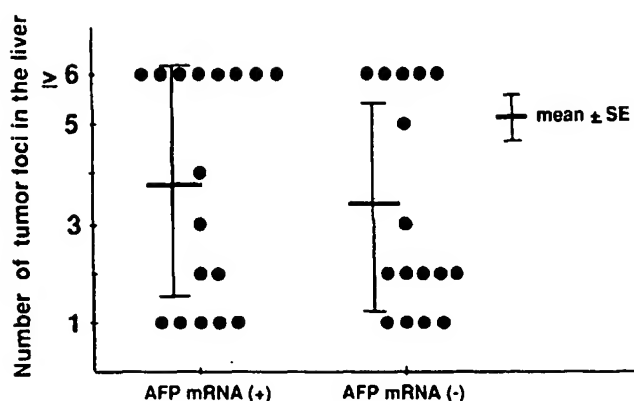 Number of tumor foci in the liver
≥6
5
3
1
AFP mRNA (+)
AFP mRNA (-)
mean ± SE